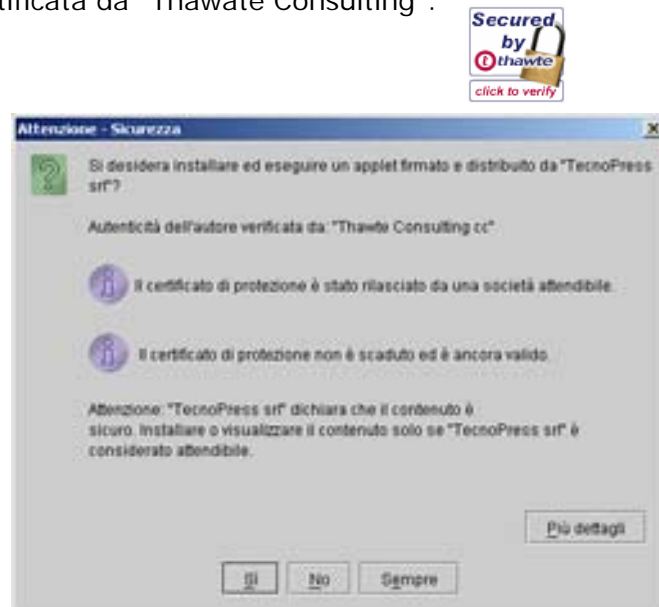 tificata da "Thawate Consulting".
Secured
by
thawte
click to verify
Attenzione - Sicurezza
Si desidera installare ed eseguire un applet firmato e distribuito da "TecnoPress
srl"?
Autenticità dell'autore verificata da: "Thawte Consulting cc"
Il certificato di protezione è stato rilasciato da una società attendibile.
Il certificato di protezione non è scaduto ed è ancora valido.
Attenzione: "TecnoPress srl" dichiara che il contenuto è
sicuro. Installare o visualizzare il contenuto solo se "TecnoPress srl" è
considerato attendibile.
Più dettagli
Sì
No
Sempre